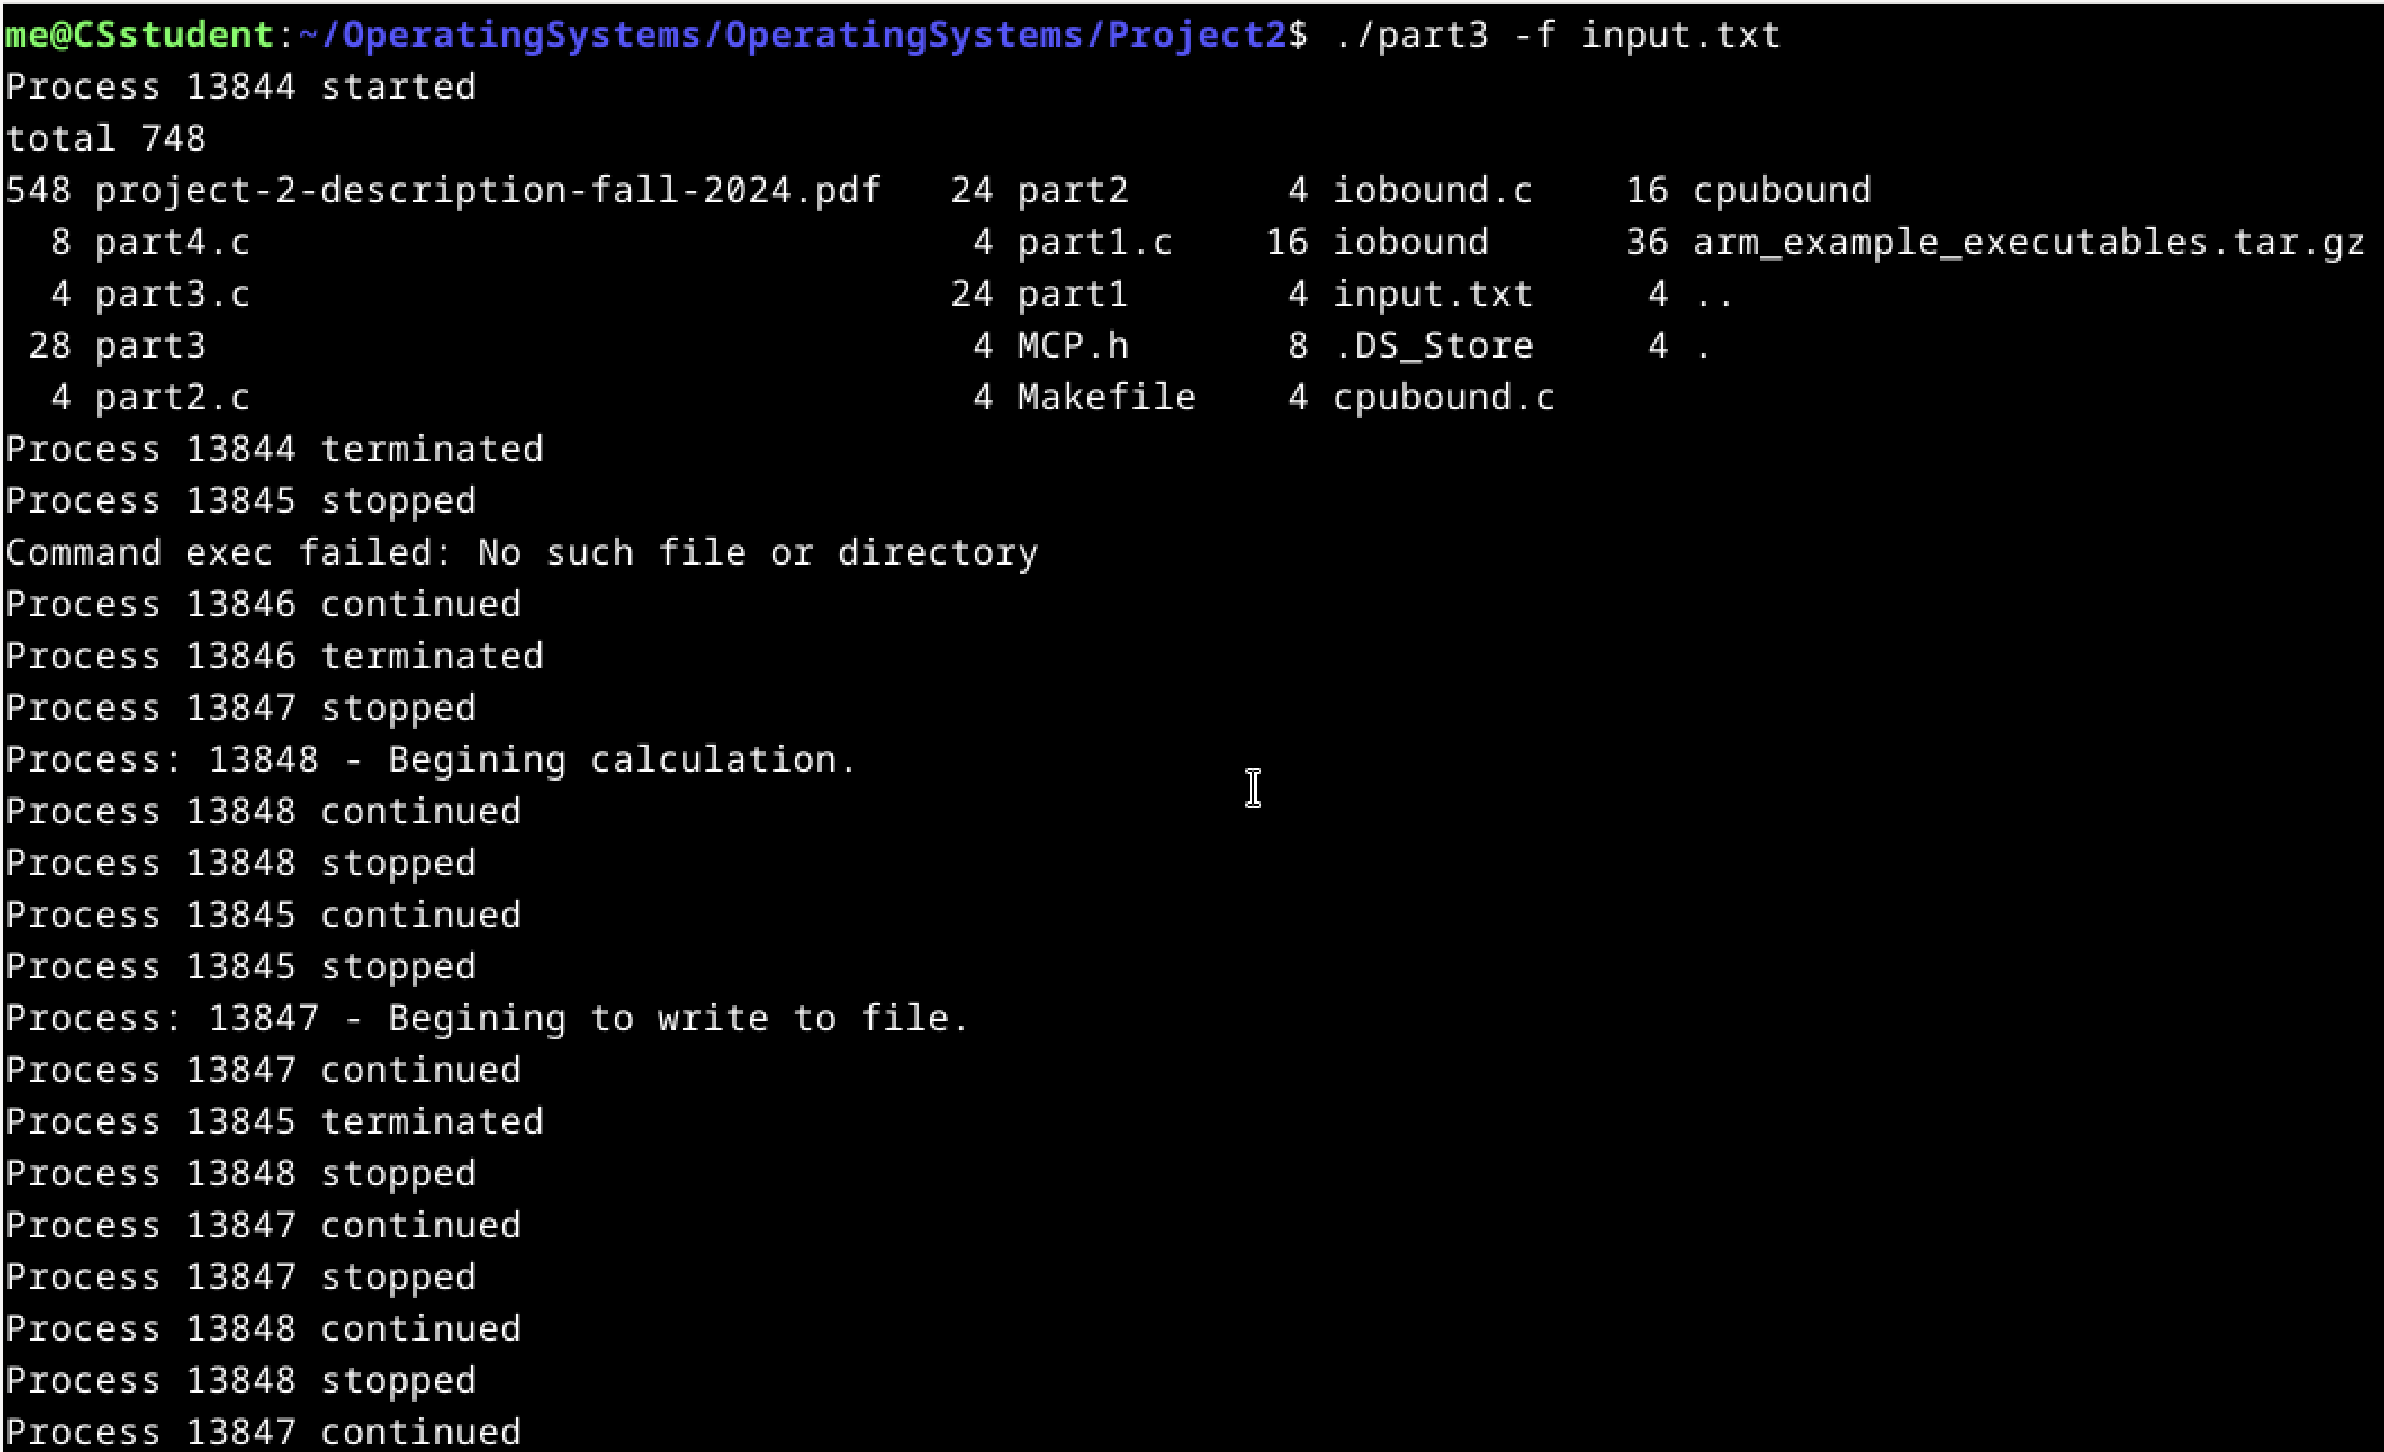 me@CSstudent:~/OperatingSystems/OperatingSystems/Project2$ ./part3 -f input.txt
Process 13844 started
total 748
548 project-2-description-fall-2024.pdf   24 part2      4 iobound.c    16 cpubound
  8 part4.c                                4 part1.c   16 iobound      36 arm_example_executables.tar.gz
  4 part3.c                               24 part1      4 input.txt     4 ..
 28 part3                                  4 MCP.h      8 .DS_Store     4 .
  4 part2.c                                4 Makefile   4 cpubound.c
Process 13844 terminated
Process 13845 stopped
Command exec failed: No such file or directory
Process 13846 continued
Process 13846 terminated
Process 13847 stopped
Process: 13848 - Begining calculation.
Process 13848 continued
Process 13848 stopped
Process 13845 continued
Process 13845 stopped
Process: 13847 - Begining to write to file.
Process 13847 continued
Process 13845 terminated
Process 13848 stopped
Process 13847 continued
Process 13847 stopped
Process 13848 continued
Process 13848 stopped
Process 13847 continued